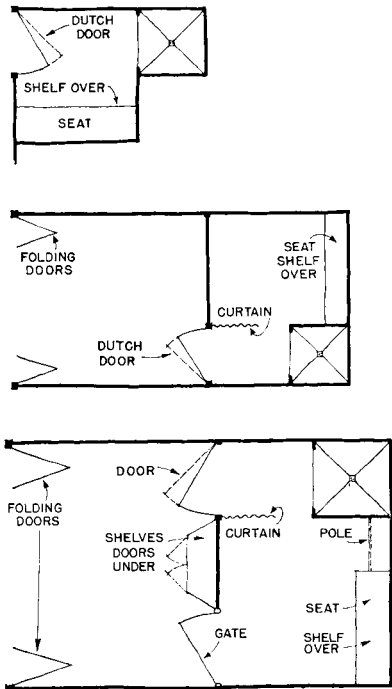 DUTCH
DOOR
SHELF OVER
SEAT
FOLDING
DOORS
SEAT
SHELF
OVER
CURTAIN
DUTCH
DOOR
DOOR
FOLDING
DOORS
SHELVES
DOORS
UNDER
CURTAIN
POLE
GATE
SEAT
SHELF
OVER